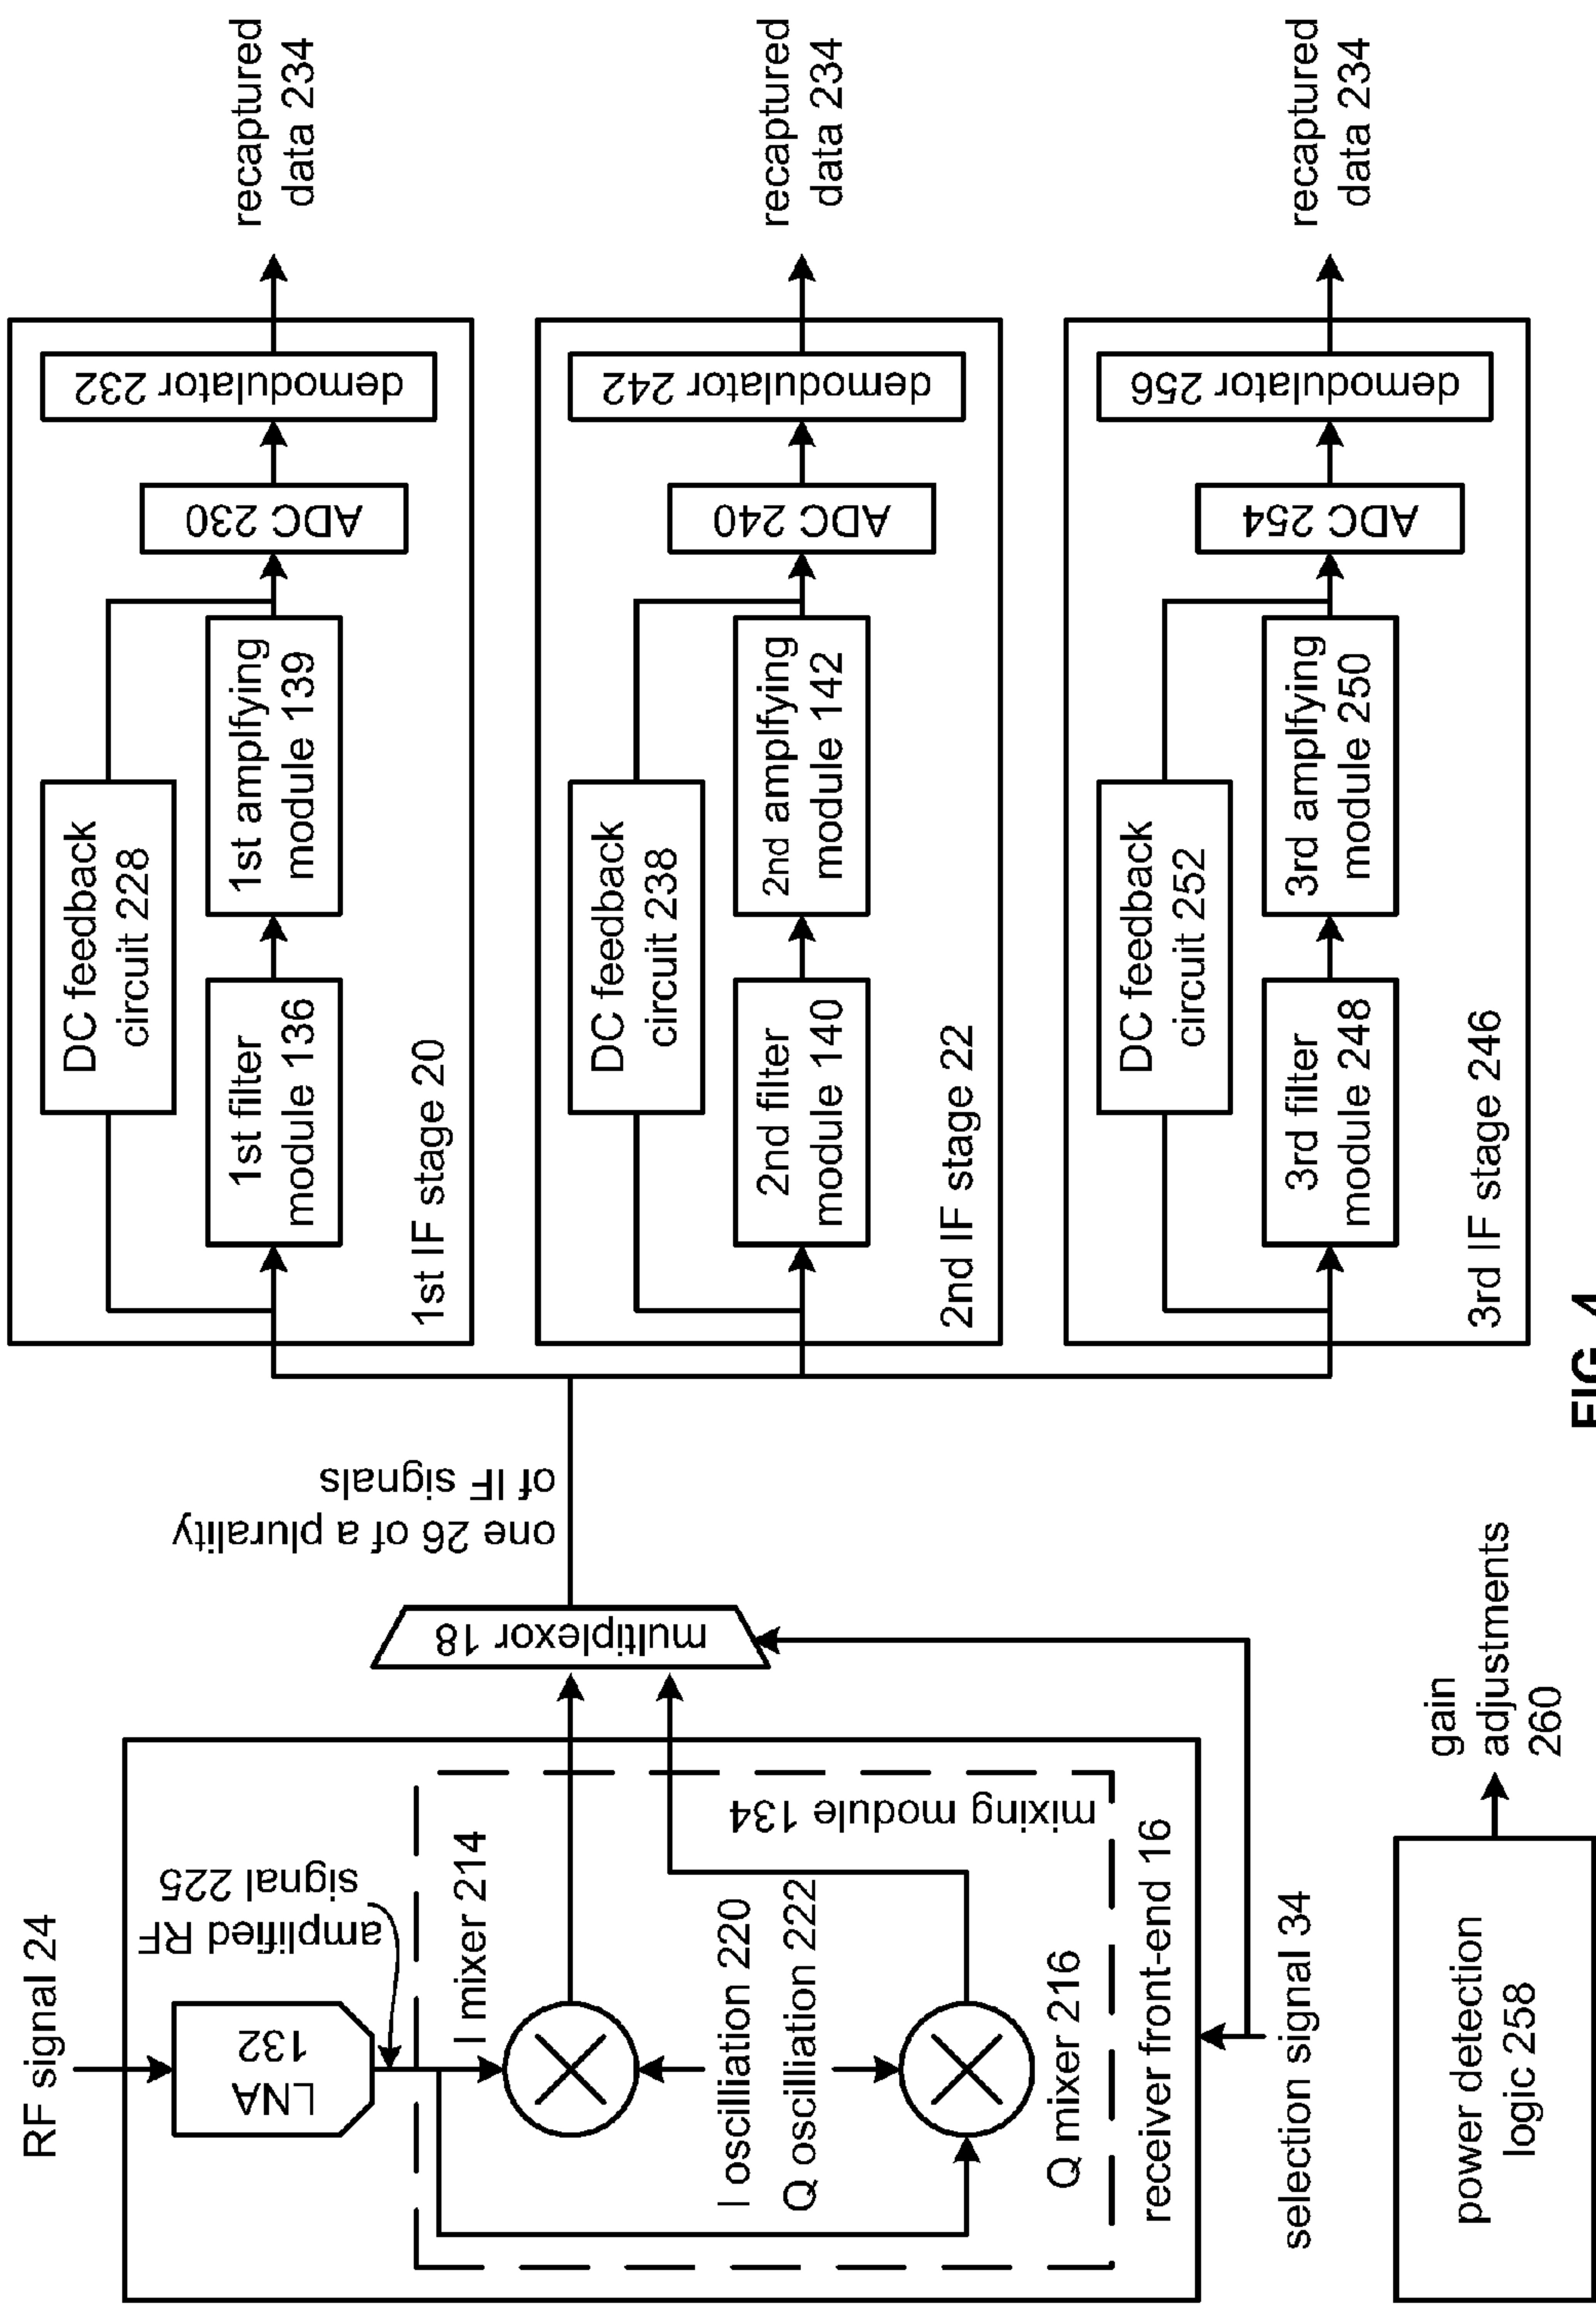 RF signal 24
LNA
132
amplified RF
signal 225
I mixer 214
I oscilliation 220
Q oscilliation 222
Q mixer 216
mixing module 134
receiver front-end 16
selection signal 34
multiplexor 18
one 26 of a plurality
of IF signals
power detection
logic 258
gain
adjustments
260
DC feedback
circuit 228
1st filter
module 136
1st amplfying
module 139
ADC 230
demodulator 232
1st IF stage 20
recaptured
data 234
DC feedback
circuit 238
2nd filter
module 140
2nd amplfying
module 142
ADC 240
demodulator 242
2nd IF stage 22
recaptured
data 234
DC feedback
circuit 252
3rd filter
module 248
3rd amplfying
module 250
ADC 254
demodulator 256
3rd IF stage 246
recaptured
data 234
FIG. 4